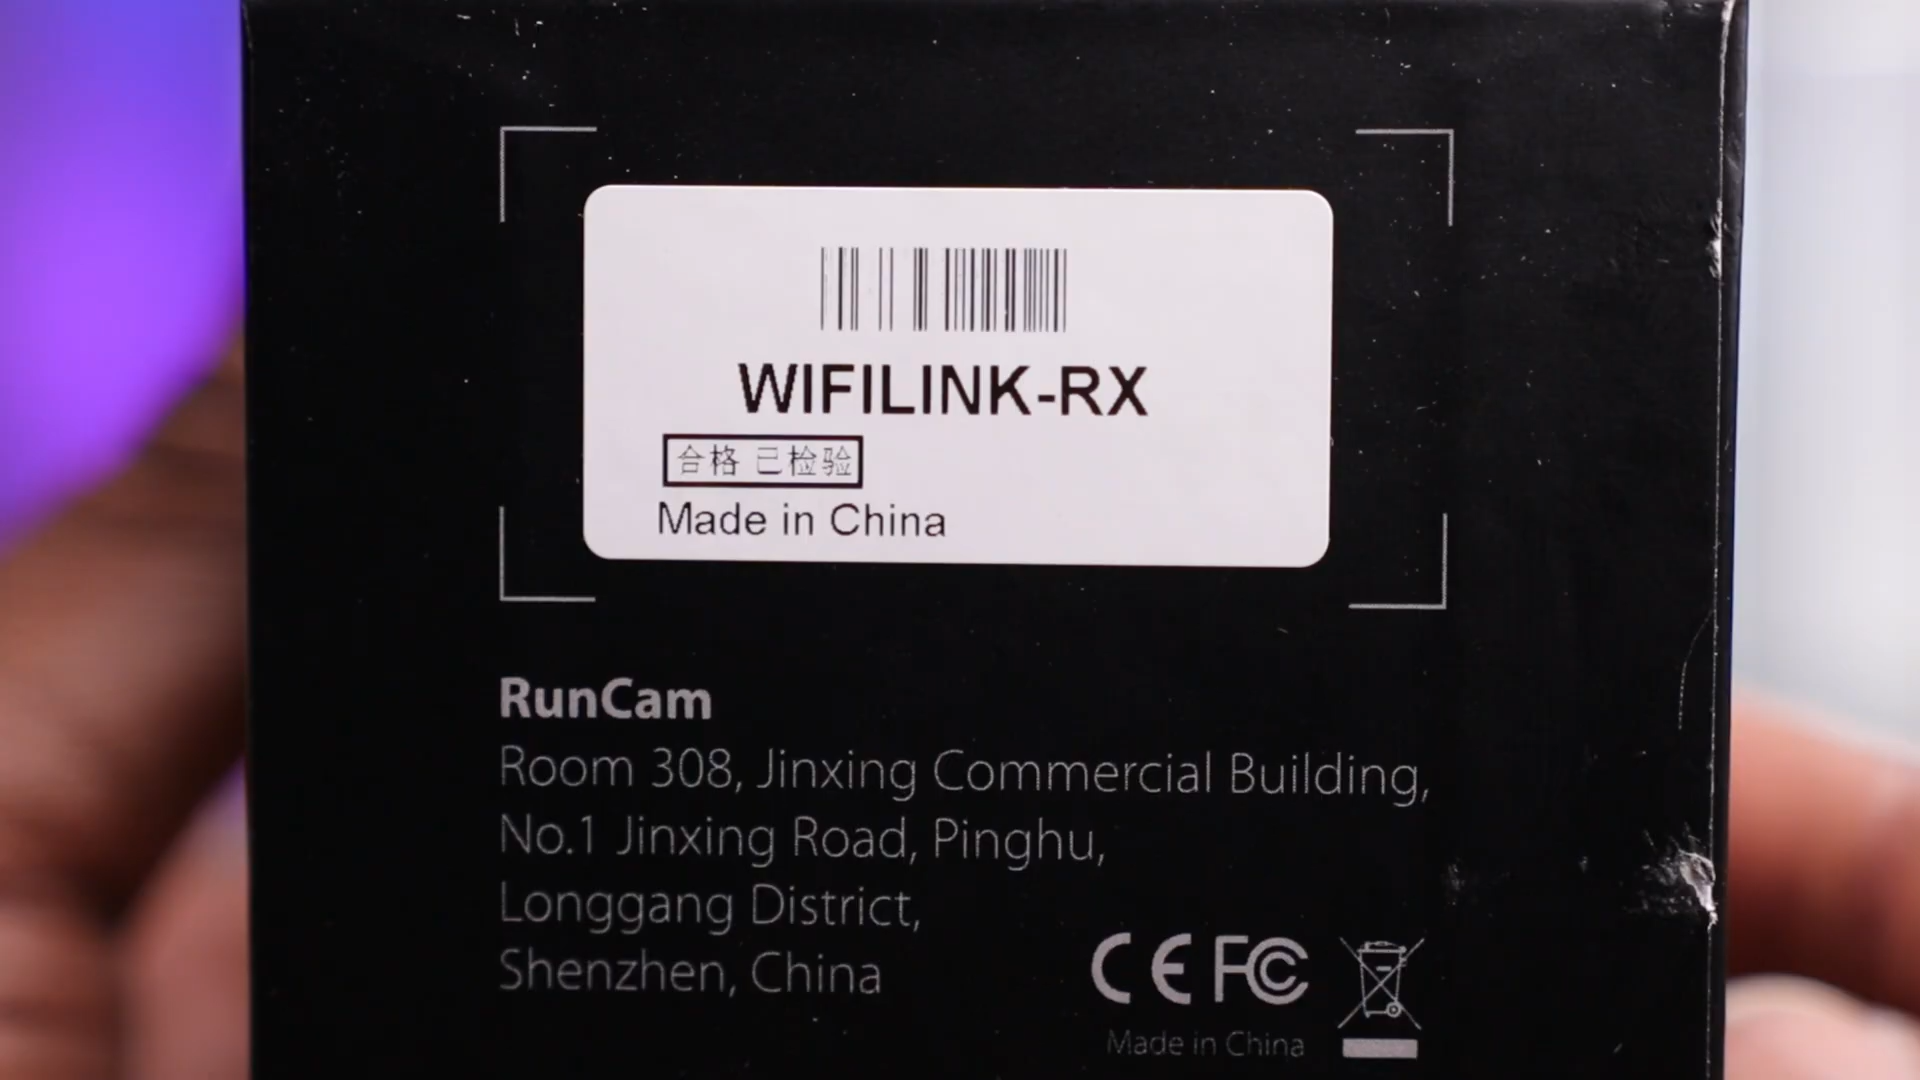 WIFILINK-RX
合格 已检验
Made in China
RunCam
Room 308, Jinxing Commercial Building,
No.1 Jinxing Road, Pinghu,
Longgang District,
Shenzhen, China
CE FC
Made in China